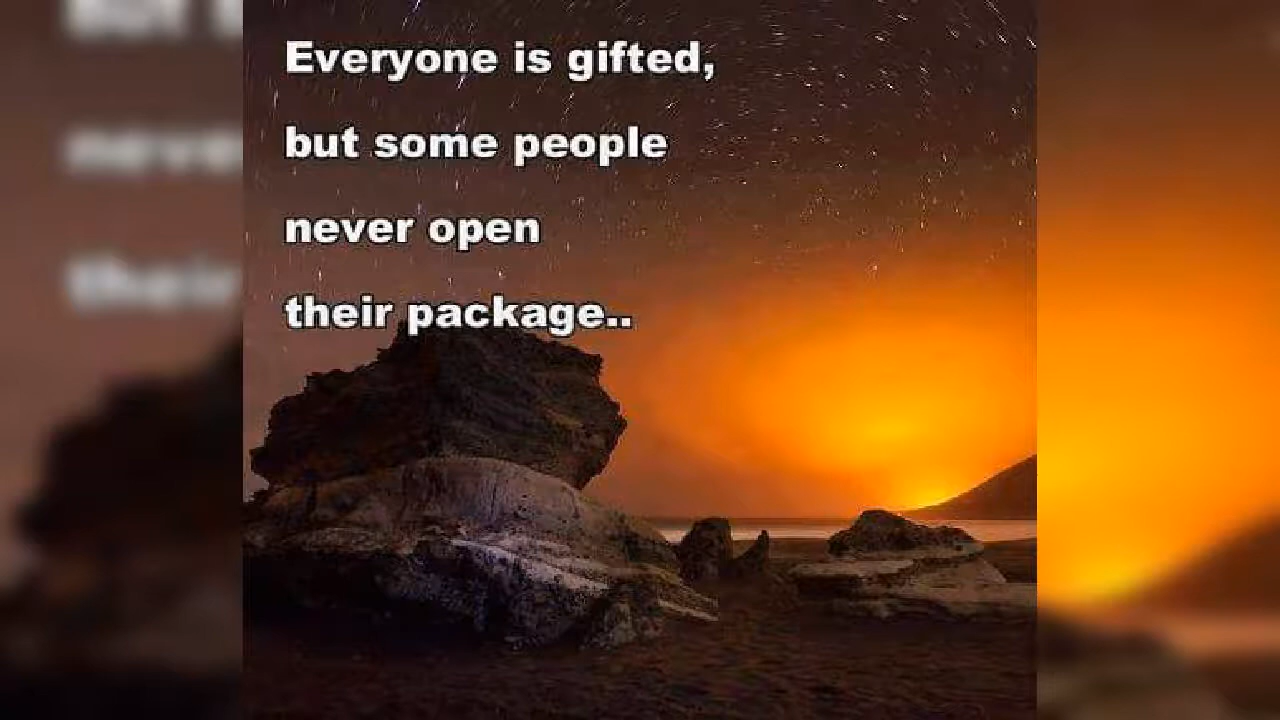 Everyone is gifted,
but some people
never open
their package..